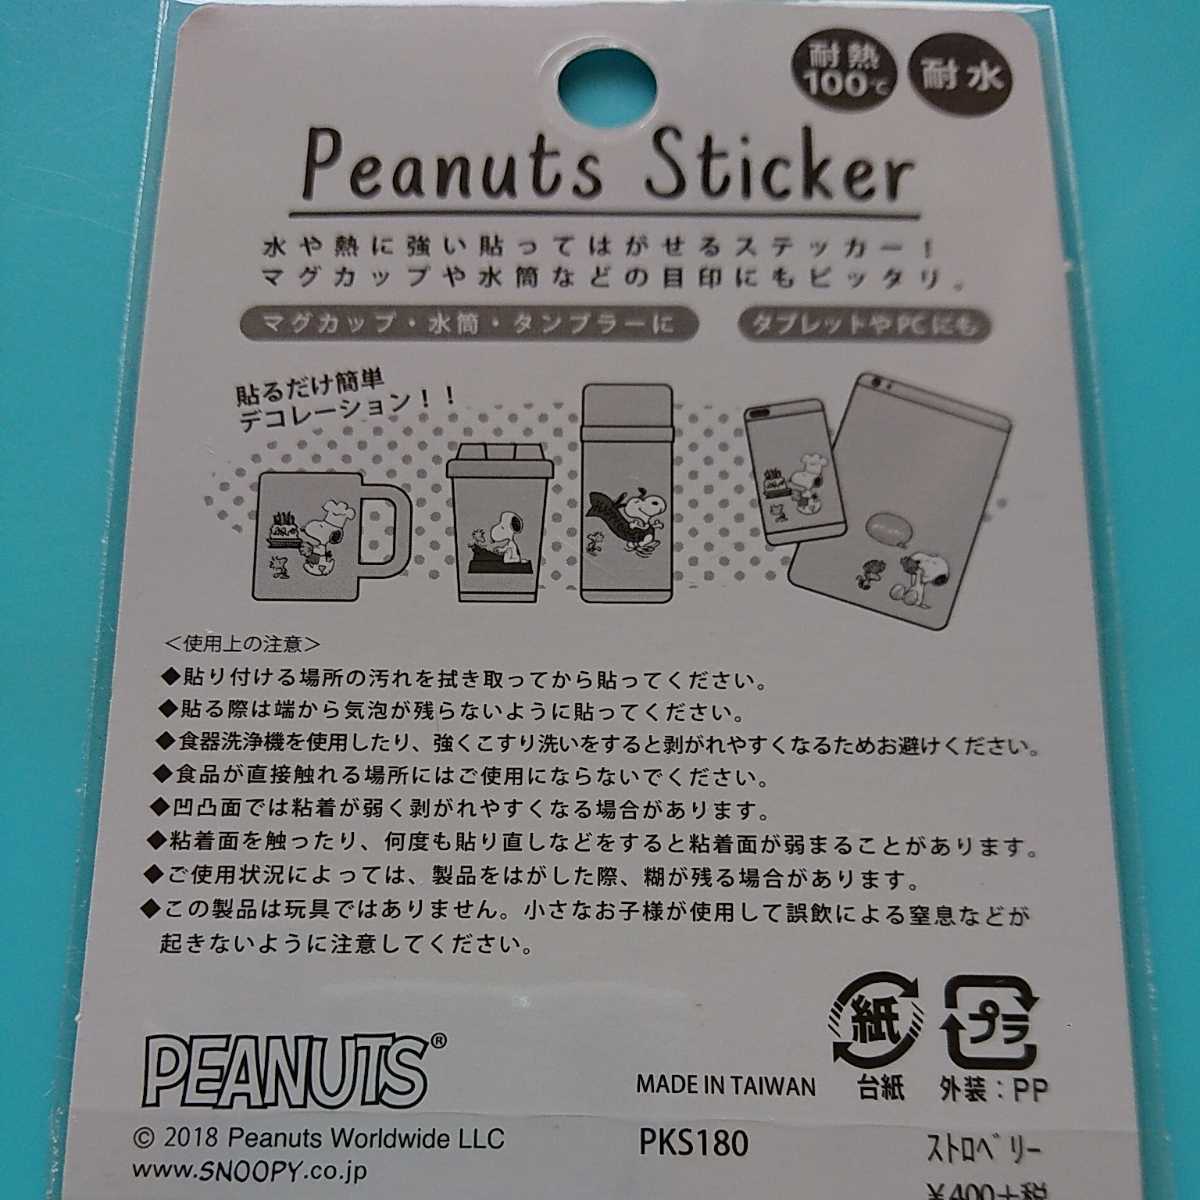 耐熱
100℃
耐水
Peanuts Sticker
水や熱に強い貼ってはがせるステッカー!
マグカップや水筒などの目印にもピッタリ。
マグカップ・水筒・タンブラーに
タブレットやPCにも
貼るだけ簡単
デコレーション!!
<使用上の注意>
◆貼り付ける場所の汚れを拭き取ってから貼ってください。
◆貼る際は端から気泡が残らないように貼ってください。
◆食器洗浄機を使用したり、強くこすり洗いをすると剥がれやすくなるためお避けください。
◆食品が直接触れる場所にはご使用にならないでください。
◆凹凸面では粘着が弱く剥がれやすくなる場合があります。
◆粘着面を触ったり、何度も貼り直しなどをすると粘着面が弱まることがあります。
◆ご使用状況によっては、製品をはがした際、糊が残る場合があります。
◆この製品は玩具ではありません。小さなお子様が使用して誤飲による窒息などが
起きないように注意してください。
紙
プラ
台紙
外装:PP
PEANUTS®
MADE IN TAIWAN
© 2018 Peanuts Worldwide LLC
PKS180
ストロベリー
www.SNOOPY.co.jp
¥400+税